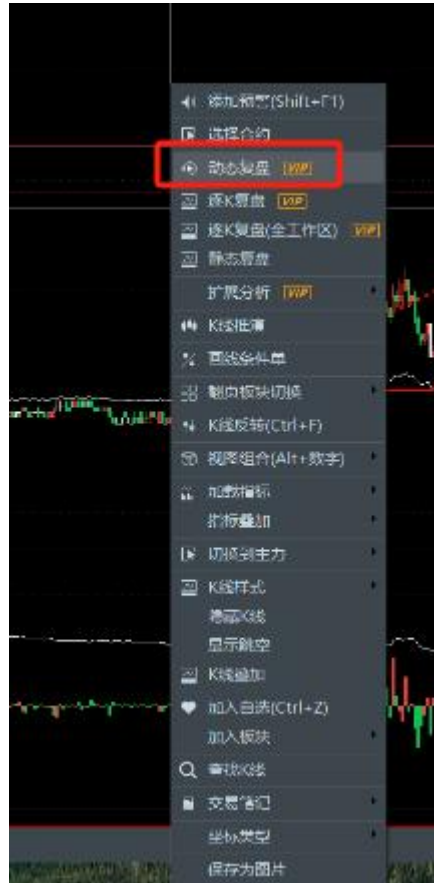 添加预警(Shift+F1)
选择合约
动态复盘 VIP
逐K复盘 VIP
逐K复盘(全工作区) VIP
静态复盘
扩展分析 VIP
K线推演
画线条件单
翻页板块切换
K线反转(Ctrl+F)
视图组合(Alt+数字)
加载指标
指标叠加
切换到主力
K线样式
隐藏K线
显示跳空
K线叠加
加入自选(Ctrl+Z)
加入板块
查找K线
交易笔记
坐标类型
保存为图片